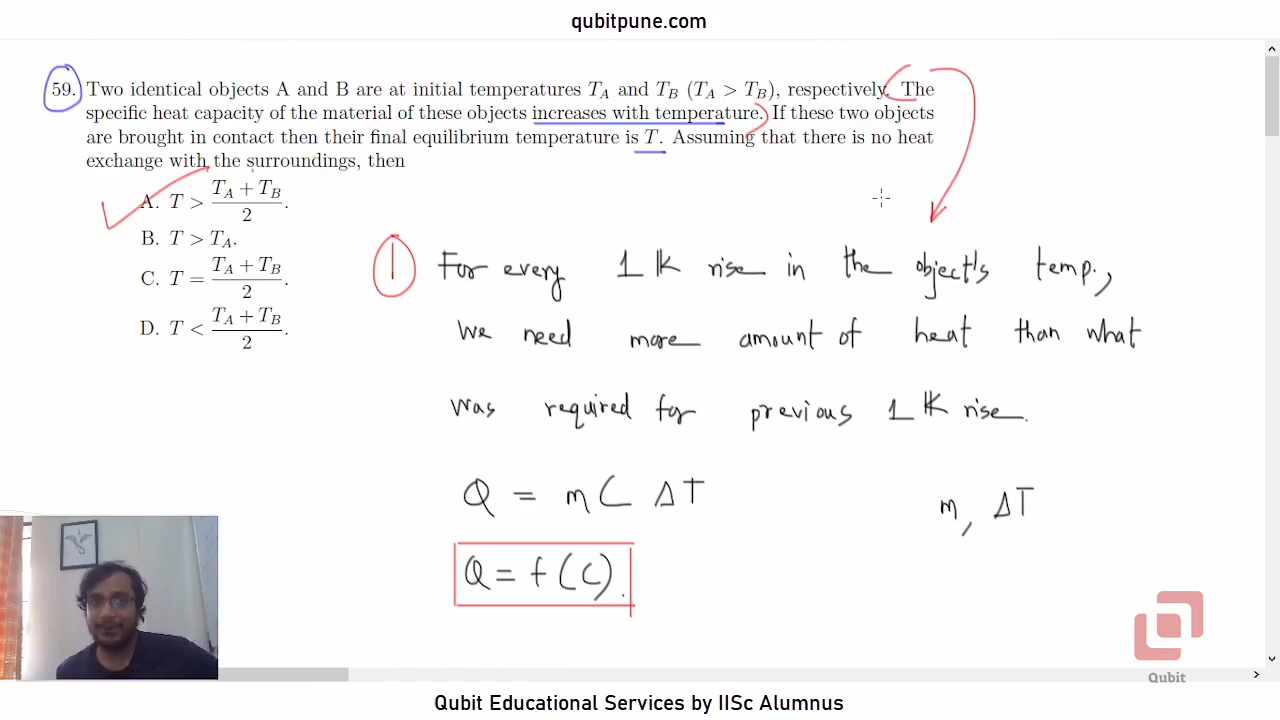 qubitpune.com
59. Two identical objects A and B are at initial temperatures T_A and T_B (T_A > T_B), respectively. The
specific heat capacity of the material of these objects increases with temperature. If these two objects
are brought in contact then their final equilibrium temperature is T. Assuming that there is no heat
exchange with the surroundings, then
A. T > (T_A + T_B)/2.
B. T > T_A.
C. T = (T_A + T_B)/2.
D. T < (T_A + T_B)/2.
① For every 1K rise in the object's temp.,
we need more amount of heat than what
was required for previous 1K rise.
Q = mC ΔT
m, ΔT
Q = f(C).
Qubit
Qubit Educational Services by IISc Alumnus